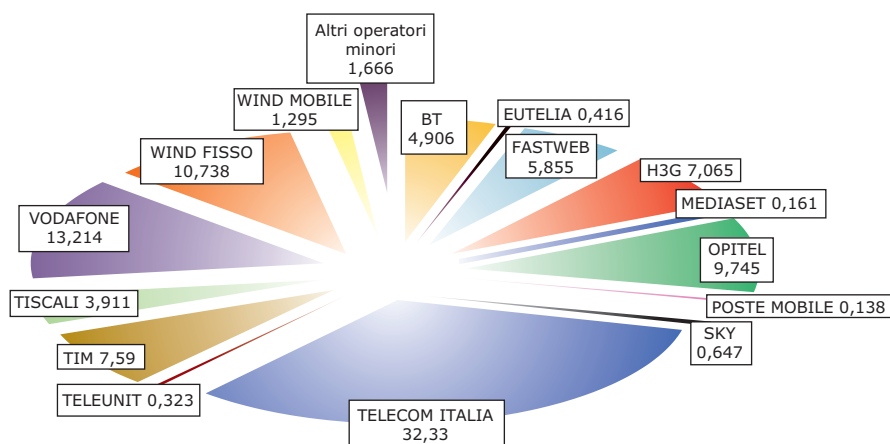 Altri operatori
minori
1,666
WIND MOBILE
1,295
BT
4,906
EUTELIA 0,416
FASTWEB
5,855
WIND FISSO
10,738
H3G 7,065
MEDIASET 0,161
VODAFONE
13,214
OPITEL
9,745
TISCALI 3,911
POSTE MOBILE 0,138
SKY
0,647
TIM 7,59
TELEUNIT 0,323
TELECOM ITALIA
32,33